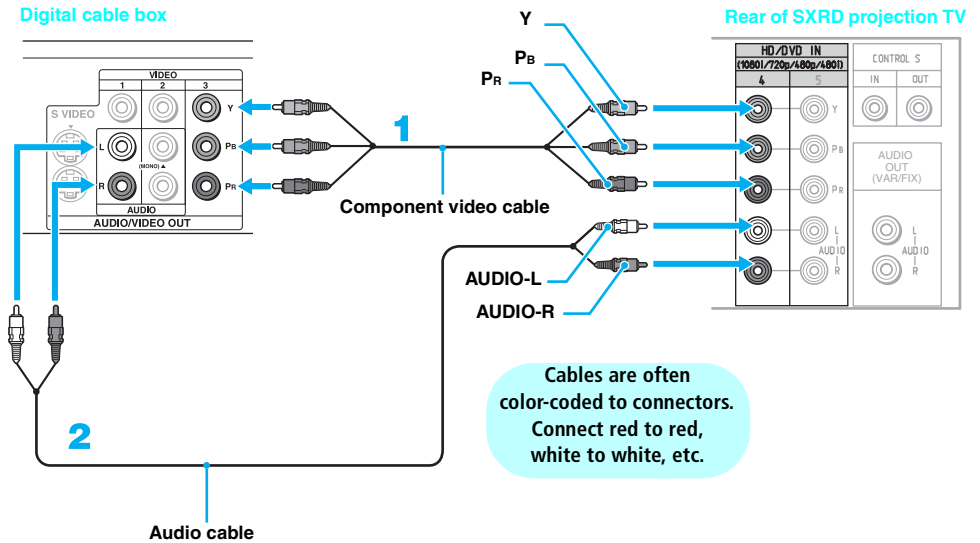 Digital cable box
Rear of SXRD projection TV
Y
PB
PR
VIDEO
1 2 3
S VIDEO
Y
L
PB
(MONO)
R
PR
AUDIO
AUDIO/VIDEO OUT
1
Component video cable
HD/DVD IN
(1080i/720p/480p/480i)
4 5
Y
PB
PR
L
AUDIO
R
CONTROL S
IN OUT
AUDIO
OUT
(VAR/FIX)
L
AUDIO
R
AUDIO-L
AUDIO-R
Cables are often
color-coded to connectors.
Connect red to red,
white to white, etc.
2
Audio cable